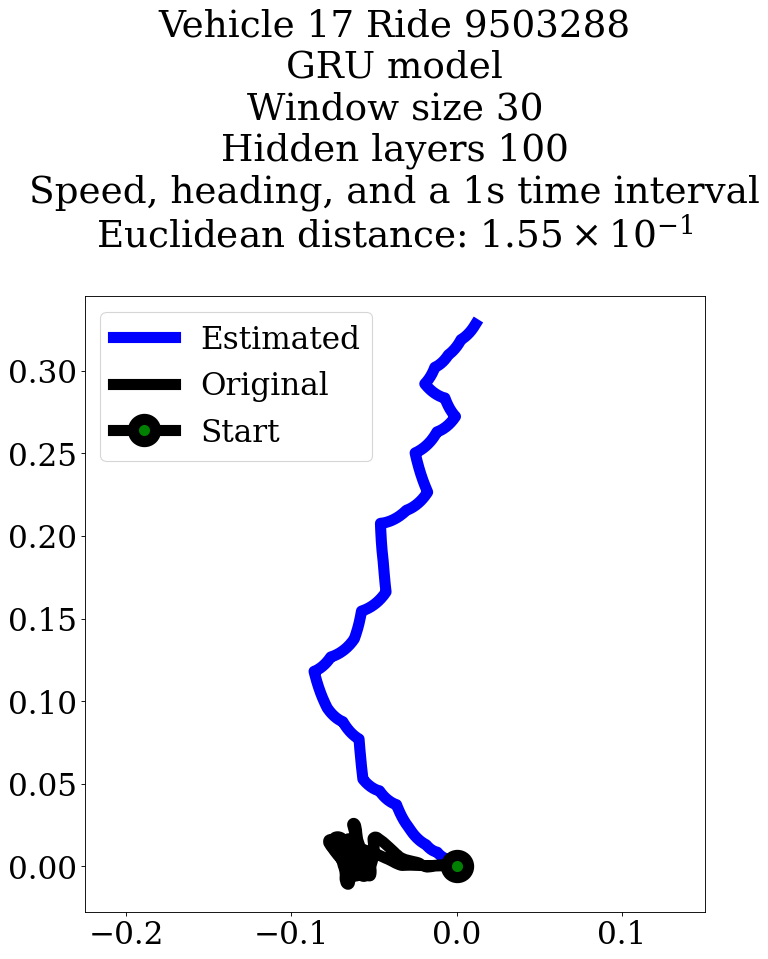 Vehicle 17 Ride 9503288
GRU model
Window size 30
Hidden layers 100
Speed, heading, and a 1s time interval
Euclidean distance: 1.55 × 10⁻¹
Estimated
Original
Start
0.30
0.25
0.20
0.15
0.10
0.05
0.00
−0.2 −0.1 0.0 0.1